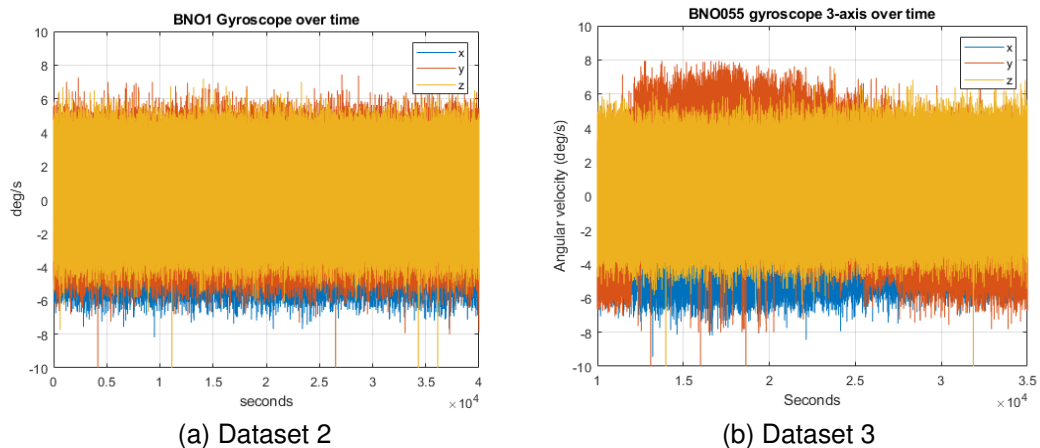 BNO1 Gyroscope over time
10
8
6
4
2
0
-2
-4
-6
-8
-10
deg/s
x
y
z
0 0.5 1 1.5 2 2.5 3 3.5 4
seconds
×10⁴
(a) Dataset 2
BNO055 gyroscope 3-axis over time
10
8
6
4
2
0
-2
-4
-6
-8
-10
Angular velocity (deg/s)
x
y
z
1 1.5 2 2.5 3 3.5
Seconds
×10⁴
(b) Dataset 3